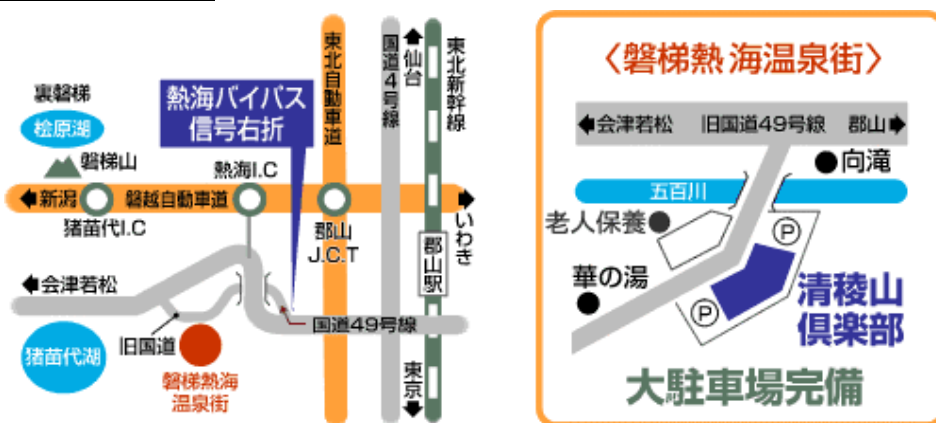 裏磐梯
桧原湖
磐梯山
熱海バイパス
信号右折
東北自動車道
国道4号線
仙台
東北新幹線
熱海I.C
新潟
磐越自動車道
猪苗代I.C
郡山
J.C.T
いわき
郡山駅
会津若松
国道49号線
旧国道
猪苗代湖
磐梯熱海
温泉街
東京
〈磐梯熱海温泉街〉
会津若松 旧国道49号線 郡山
向滝
五百川
老人保養
P
華の湯
P
清稜山
倶楽部
大駐車場完備